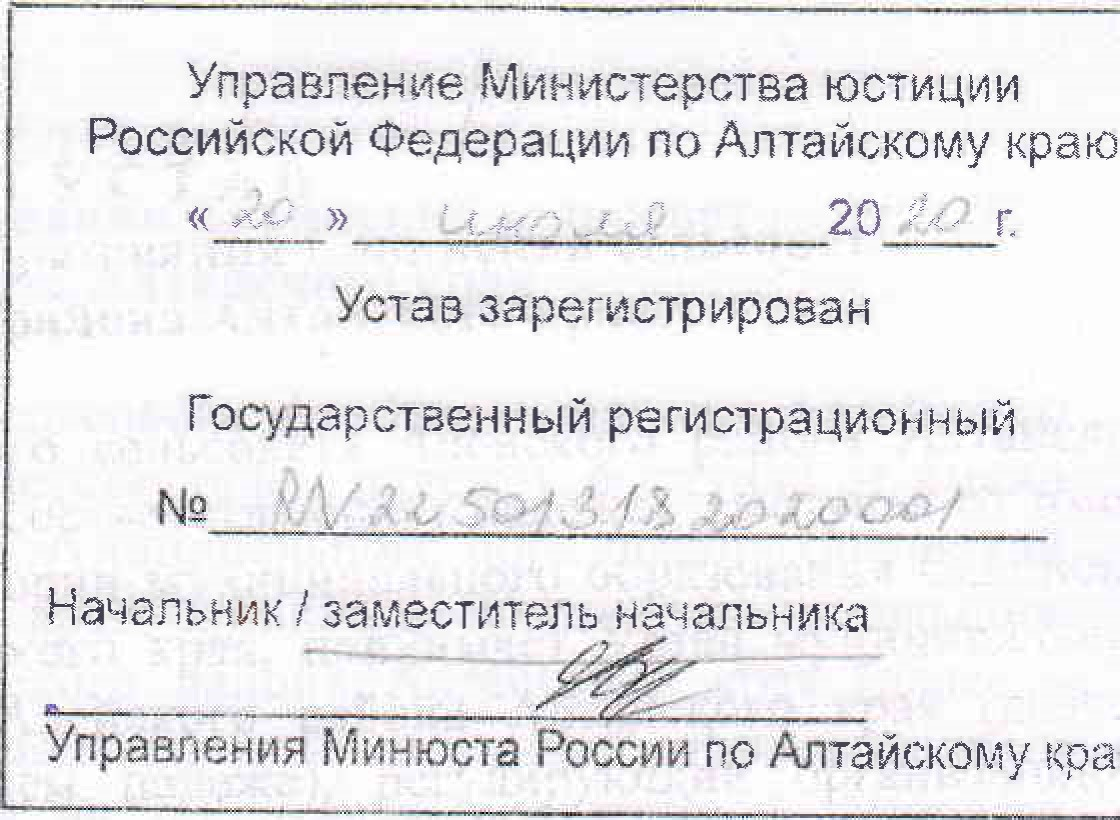 Управление Министерства юстиции
Российской Федерации по Алтайскому краю
« 20 » июля 20 20 г.
Устав зарегистрирован
Государственный регистрационный
№ RU 225013182020001
Начальник / заместитель начальника
Управления Минюста России по Алтайскому кра